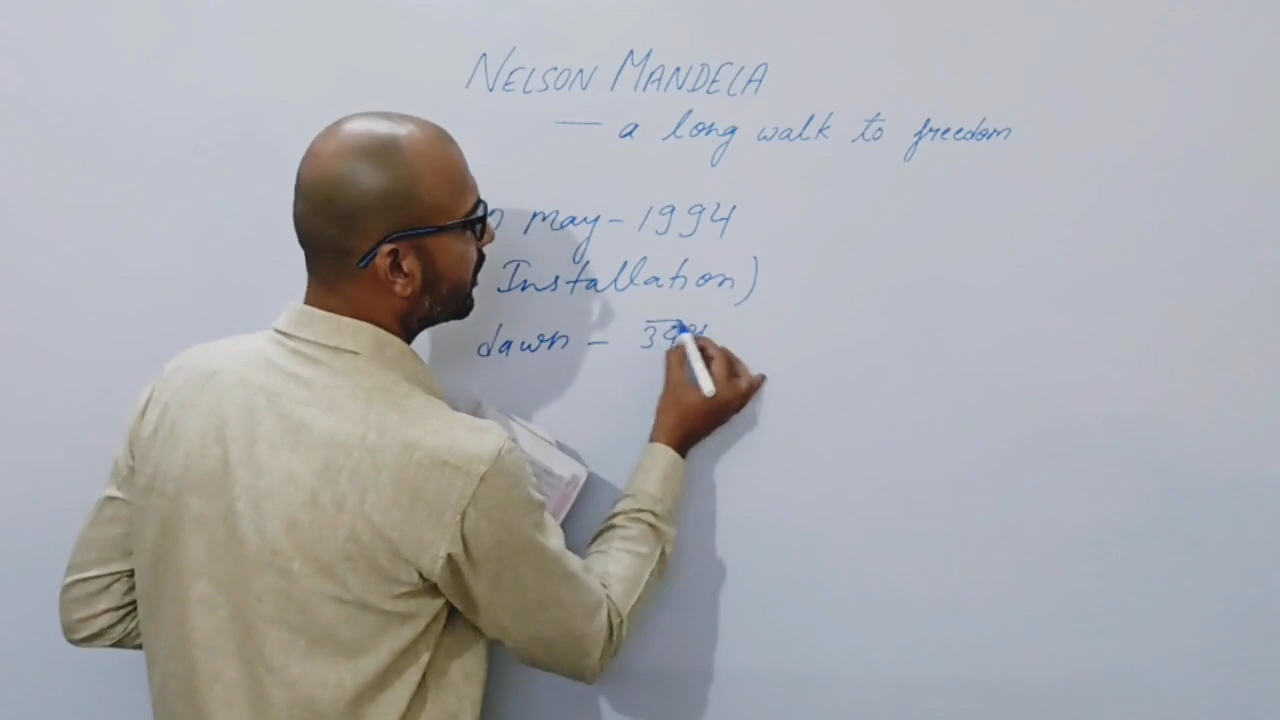 NELSON MANDELA
— a long walk to freedom
may - 1994
Installation)
dawn –